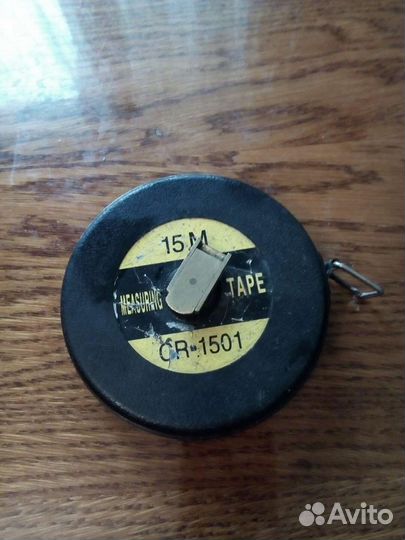 15 M
MEASURING TAPE
CR-1501
Avito